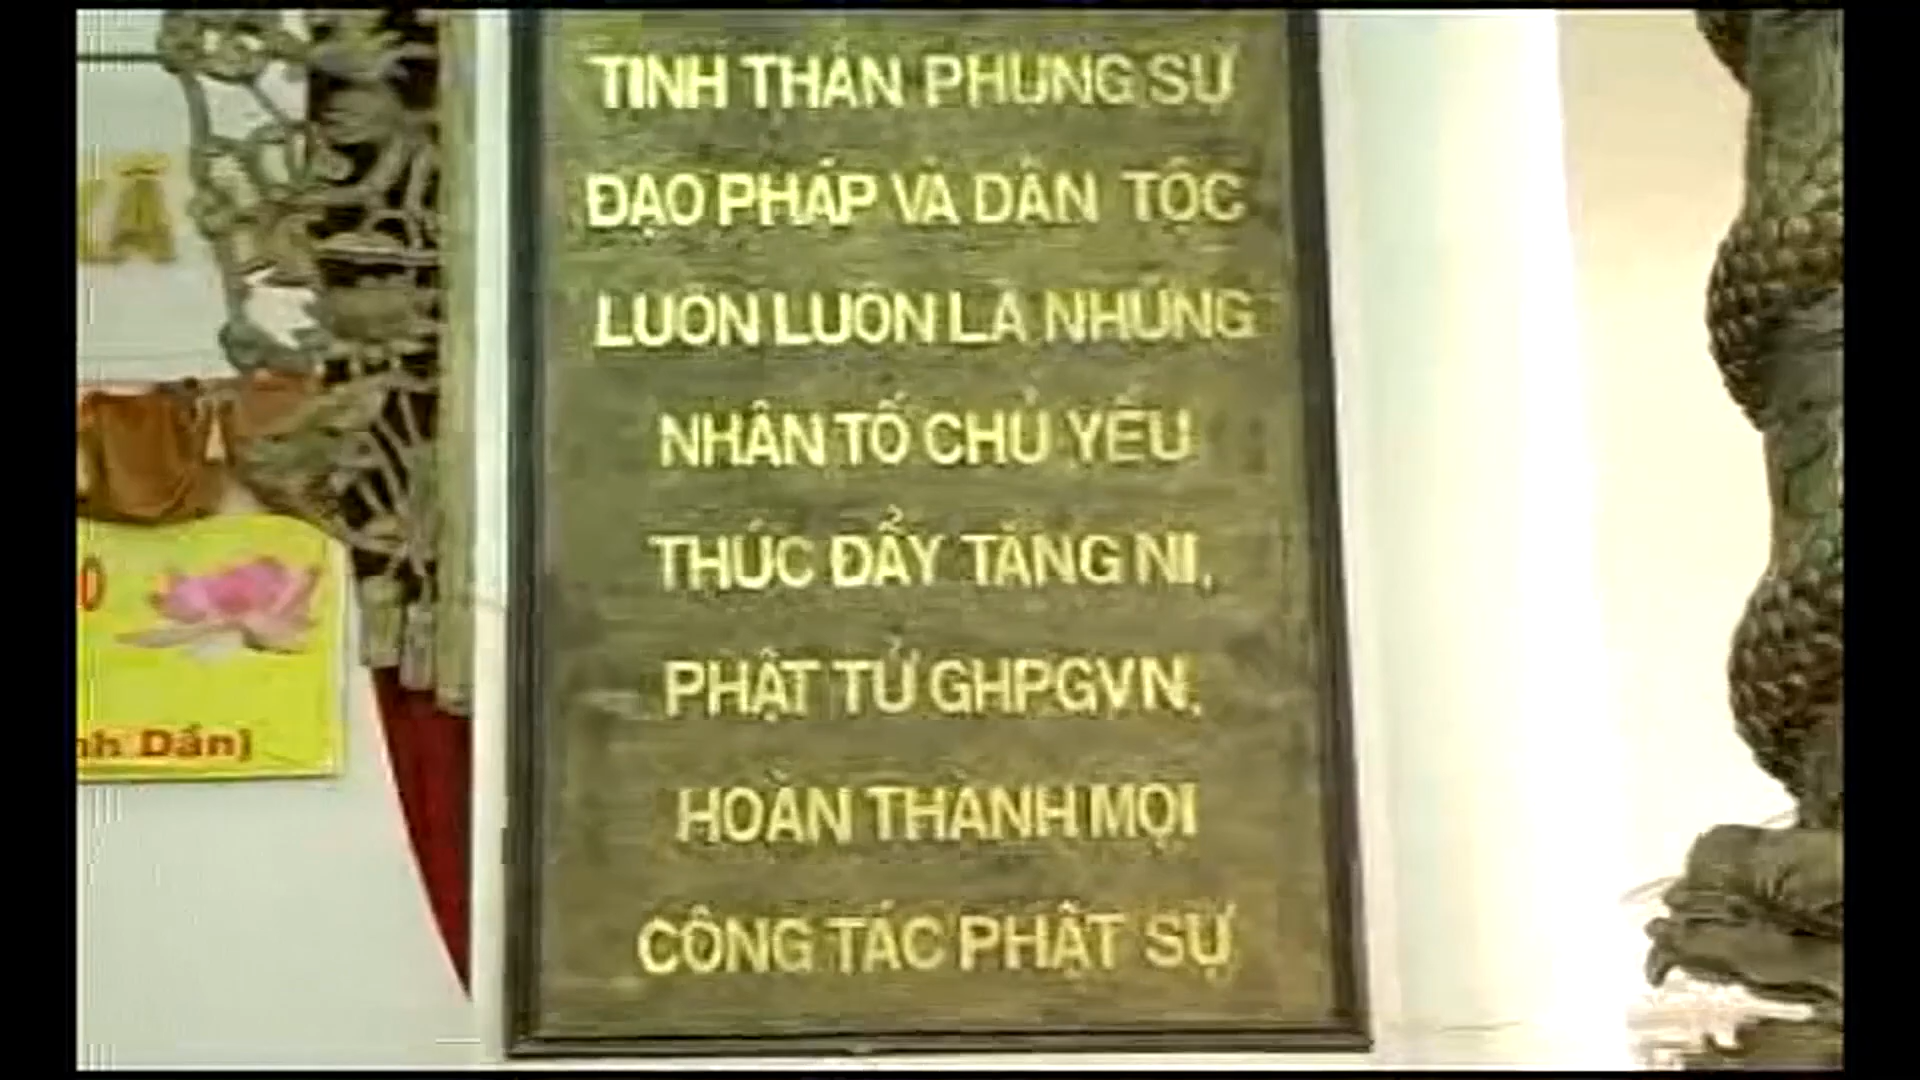 TINH THẦN PHỤNG SỰ
ĐẠO PHÁP VÀ DÂN TỘC
LUÔN LUÔN LÀ NHỮNG
NHÂN TỐ CHỦ YẾU
THÚC ĐẨY TĂNG NI,
PHẬT TỬ GHPGVN,
HOÀN THÀNH MỌI
CÔNG TÁC PHẬT SỰ
nh Dần)